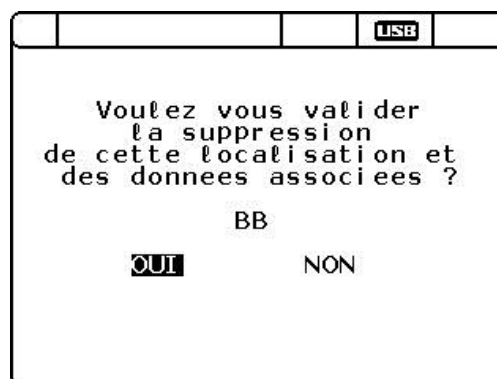 USB
Voulez vous valider
la suppression
de cette localisation et
des donnees associees ?
BB
OUI NON